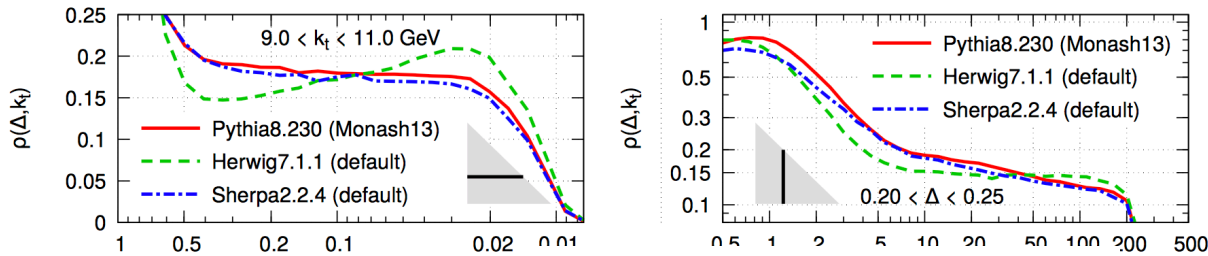 0.25
0.2
0.15
0.1
0.05
0
ρ(Δ,kt)
9.0 < kt < 11.0 GeV
Pythia8.230 (Monash13)
Herwig7.1.1 (default)
Sherpa2.2.4 (default)
1 0.5 0.2 0.1 0.02 0.01
1
0.5
0.3
0.2
0.15
0.1
ρ(Δ,kt)
Pythia8.230 (Monash13)
Herwig7.1.1 (default)
Sherpa2.2.4 (default)
0.20 < Δ < 0.25
0.5 1 2 5 10 20 50 100 200 500